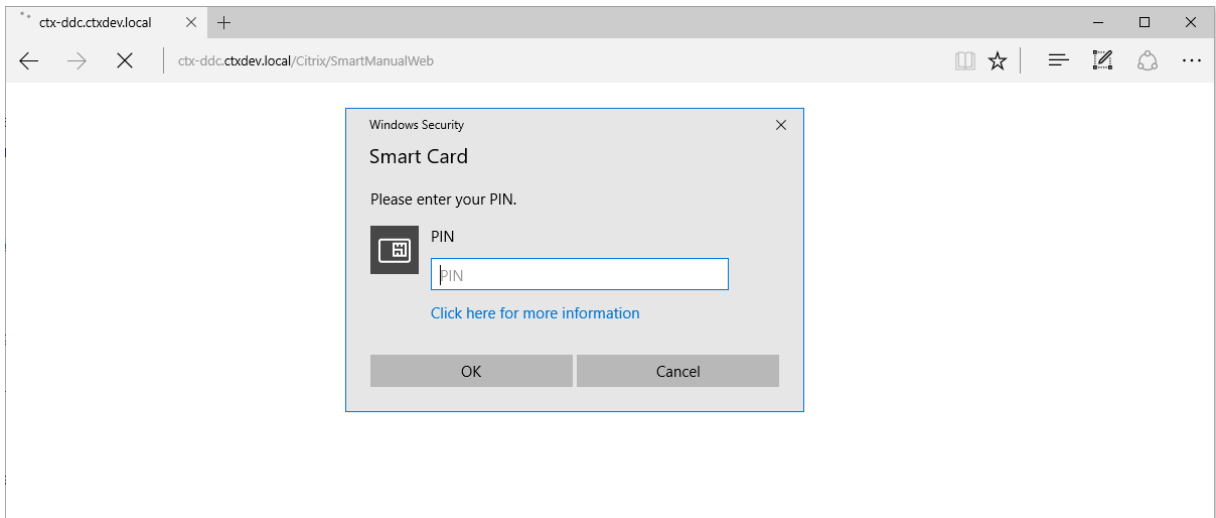 ctx-ddc.ctxdev.local
ctx-ddc.ctxdev.local/Citrix/SmartManualWeb
Windows Security
Smart Card
Please enter your PIN.
PIN
PIN
Click here for more information
OK
Cancel